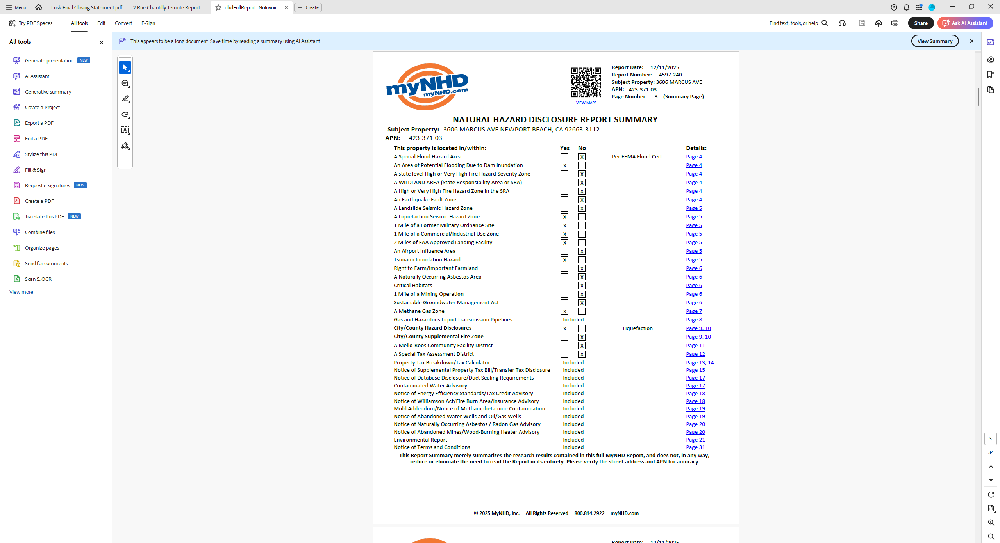 Menu
Lusk Final Closing Statement.pdf
2 Rue Chantilly Termite Report...
nhdFullReport_NoInvoic...
Create
Try PDF Spaces
All tools
Edit
Convert
E-Sign
Find text, tools, or help
Share
Ask AI Assistant
All tools
This appears to be a long document. Save time by reading a summary using AI Assistant.
View Summary
Generate presentation NEW
AI Assistant
Generative summary
Create a Project
Export a PDF
Edit a PDF
Stylize this PDF
Fill & Sign
Request e-signatures NEW
Create a PDF
Translate this PDF NEW
Combine files
Organize pages
Send for comments
Scan & OCR
View more
myNHD
myNHD.com
VIEW MAPS
Report Date: 12/11/2025
Report Number: 4597-240
Subject Property: 3606 MARCUS AVE
APN: 423-371-03
Page Number: 3 (Summary Page)
NATURAL HAZARD DISCLOSURE REPORT SUMMARY
Subject Property: 3606 MARCUS AVE NEWPORT BEACH, CA 92663-3112
APN: 423-371-03
This property is located in/within: Yes No Details:
A Special Flood Hazard Area X Per FEMA Flood Cert. Page 4
An Area of Potential Flooding Due to Dam Inundation X Page 4
A state level High or Very High Fire Hazard Severity Zone X Page 4
A WILDLAND AREA (State Responsibility Area or SRA) X Page 4
A High or Very High Fire Hazard Zone in the SRA X Page 4
An Earthquake Fault Zone X Page 4
A Landslide Seismic Hazard Zone X Page 5
A Liquefaction Seismic Hazard Zone X Page 5
1 Mile of a Former Military Ordnance Site X Page 5
1 Mile of a Commercial/Industrial Use Zone X Page 5
2 Miles of FAA Approved Landing Facility X Page 5
An Airport Influence Area X Page 5
Tsunami Inundation Hazard X Page 5
Right to Farm/Important Farmland X Page 6
A Naturally Occurring Asbestos Area X Page 6
Critical Habitats X Page 6
1 Mile of a Mining Operation X Page 6
Sustainable Groundwater Management Act X Page 6
A Methane Gas Zone X Page 7
Gas and Hazardous Liquid Transmission Pipelines Included Page 8
City/County Hazard Disclosures X Liquefaction Page 9, 10
City/County Supplemental Fire Zone X Page 9, 10
A Mello-Roos Community Facility District X Page 11
A Special Tax Assessment District X Page 12
Property Tax Breakdown/Tax Calculator Included Page 13, 14
Notice of Supplemental Property Tax Bill/Transfer Tax Disclosure Included Page 15
Notice of Database Disclosure/Duct Sealing Requirements Included Page 17
Contaminated Water Advisory Included Page 17
Notice of Energy Efficiency Standards/Tax Credit Advisory Included Page 18
Notice of Williamson Act/Fire Burn Area/Insurance Advisory Included Page 18
Mold Addendum/Notice of Methamphetamine Contamination Included Page 19
Notice of Abandoned Water Wells and Oil/Gas Wells Included Page 19
Notice of Naturally Occurring Asbestos / Radon Gas Advisory Included Page 20
Notice of Abandoned Mines/Wood-Burning Heater Advisory Included Page 20
Environmental Report Included Page 21
Notice of Terms and Conditions Included Page 31
This Report Summary merely summarizes the research results contained in this full MyNHD Report, and does not, in any way,
reduce or eliminate the need to read the Report in its entirety. Please verify the street address and APN for accuracy.
© 2025 MyNHD, Inc. All Rights Reserved 800.814.2922 myNHD.com
3
34
Report Date: 12/11/2025